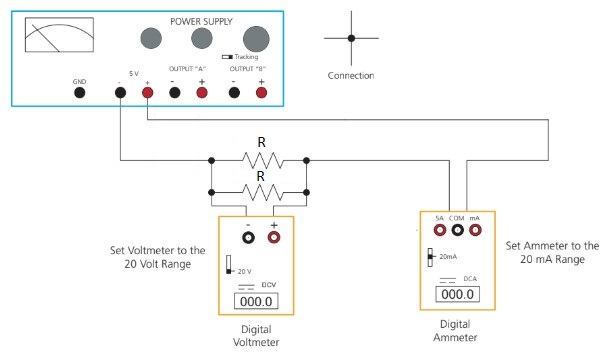 POWER SUPPLY
Tracking
GND
5 V
OUTPUT "A"
OUTPUT "B"
- + - + - +
Connection
R
R
Set Voltmeter to the
20 Volt Range
- +
20 V
DCV
000.0
Digital
Voltmeter
5A COM mA
20mA
DCA
000.0
Set Ammeter to the
20 mA Range
Digital
Ammeter